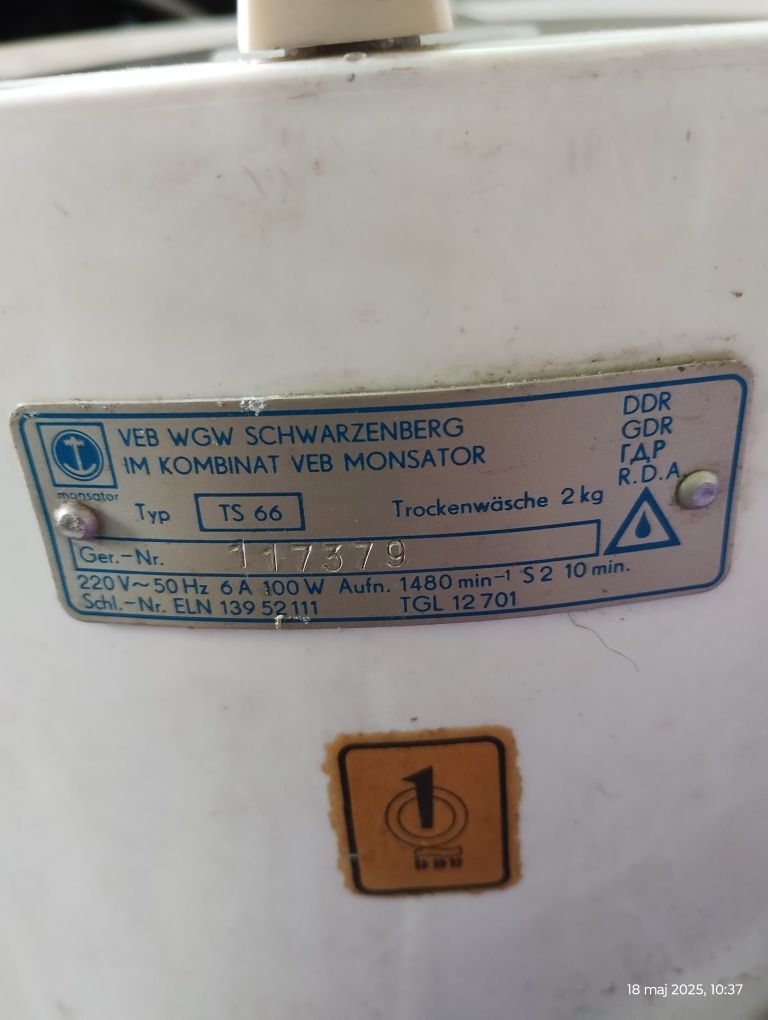 VEB WGW SCHWARZENBERG
IM KOMBINAT VEB MONSATOR
DDR
GDR
ГДР
R.D.A.
monsator
Typ TS 66 Trockenwäsche 2 kg
Ger.-Nr. 117379
220 V~ 50 Hz 6 A 100 W Aufn. 1480 min⁻¹ S 2 10 min.
Schl.-Nr. ELN 139 52 111 TGL 12 701
1
DDR
18 maj 2025, 10:37